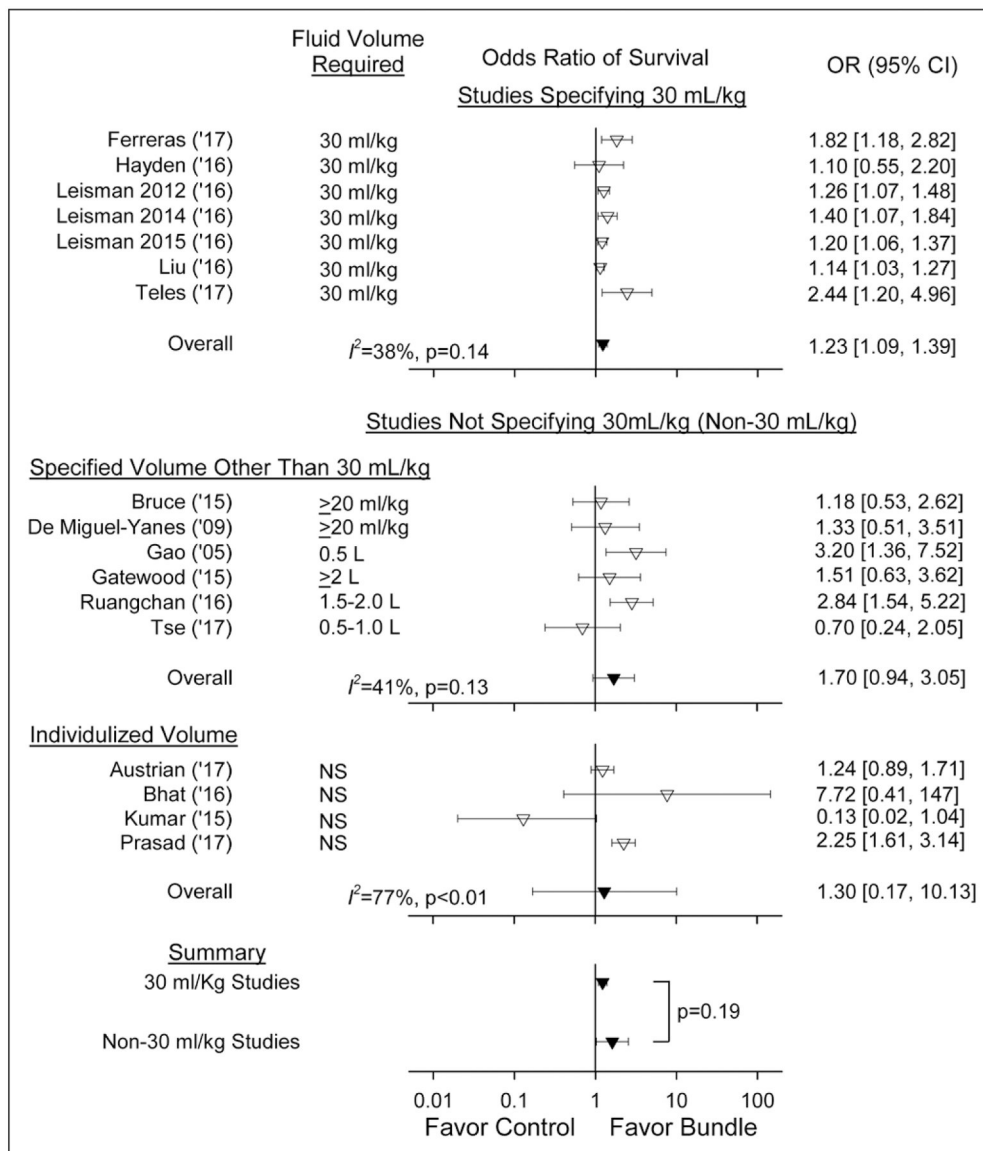 Fluid Volume
Required
Odds Ratio of Survival
OR (95% CI)
Studies Specifying 30 mL/kg
Ferreras ('17) 30 ml/kg 1.82 [1.18, 2.82]
Hayden ('16) 30 ml/kg 1.10 [0.55, 2.20]
Leisman 2012 ('16) 30 ml/kg 1.26 [1.07, 1.48]
Leisman 2014 ('16) 30 ml/kg 1.40 [1.07, 1.84]
Leisman 2015 ('16) 30 ml/kg 1.20 [1.06, 1.37]
Liu ('16) 30 ml/kg 1.14 [1.03, 1.27]
Teles ('17) 30 ml/kg 2.44 [1.20, 4.96]
Overall I²=38%, p=0.14 1.23 [1.09, 1.39]
Studies Not Specifying 30mL/kg (Non-30 mL/kg)
Specified Volume Other Than 30 mL/kg
Bruce ('15) ≥20 ml/kg 1.18 [0.53, 2.62]
De Miguel-Yanes ('09) ≥20 ml/kg 1.33 [0.51, 3.51]
Gao ('05) 0.5 L 3.20 [1.36, 7.52]
Gatewood ('15) ≥2 L 1.51 [0.63, 3.62]
Ruangchan ('16) 1.5-2.0 L 2.84 [1.54, 5.22]
Tse ('17) 0.5-1.0 L 0.70 [0.24, 2.05]
Overall I²=41%, p=0.13 1.70 [0.94, 3.05]
Individulized Volume
Austrian ('17) NS 1.24 [0.89, 1.71]
Bhat ('16) NS 7.72 [0.41, 147]
Kumar ('15) NS 0.13 [0.02, 1.04]
Prasad ('17) NS 2.25 [1.61, 3.14]
Overall I²=77%, p<0.01 1.30 [0.17, 10.13]
Summary
30 ml/Kg Studies
p=0.19
Non-30 ml/kg Studies
0.01 0.1 1 10 100
Favor Control Favor Bundle